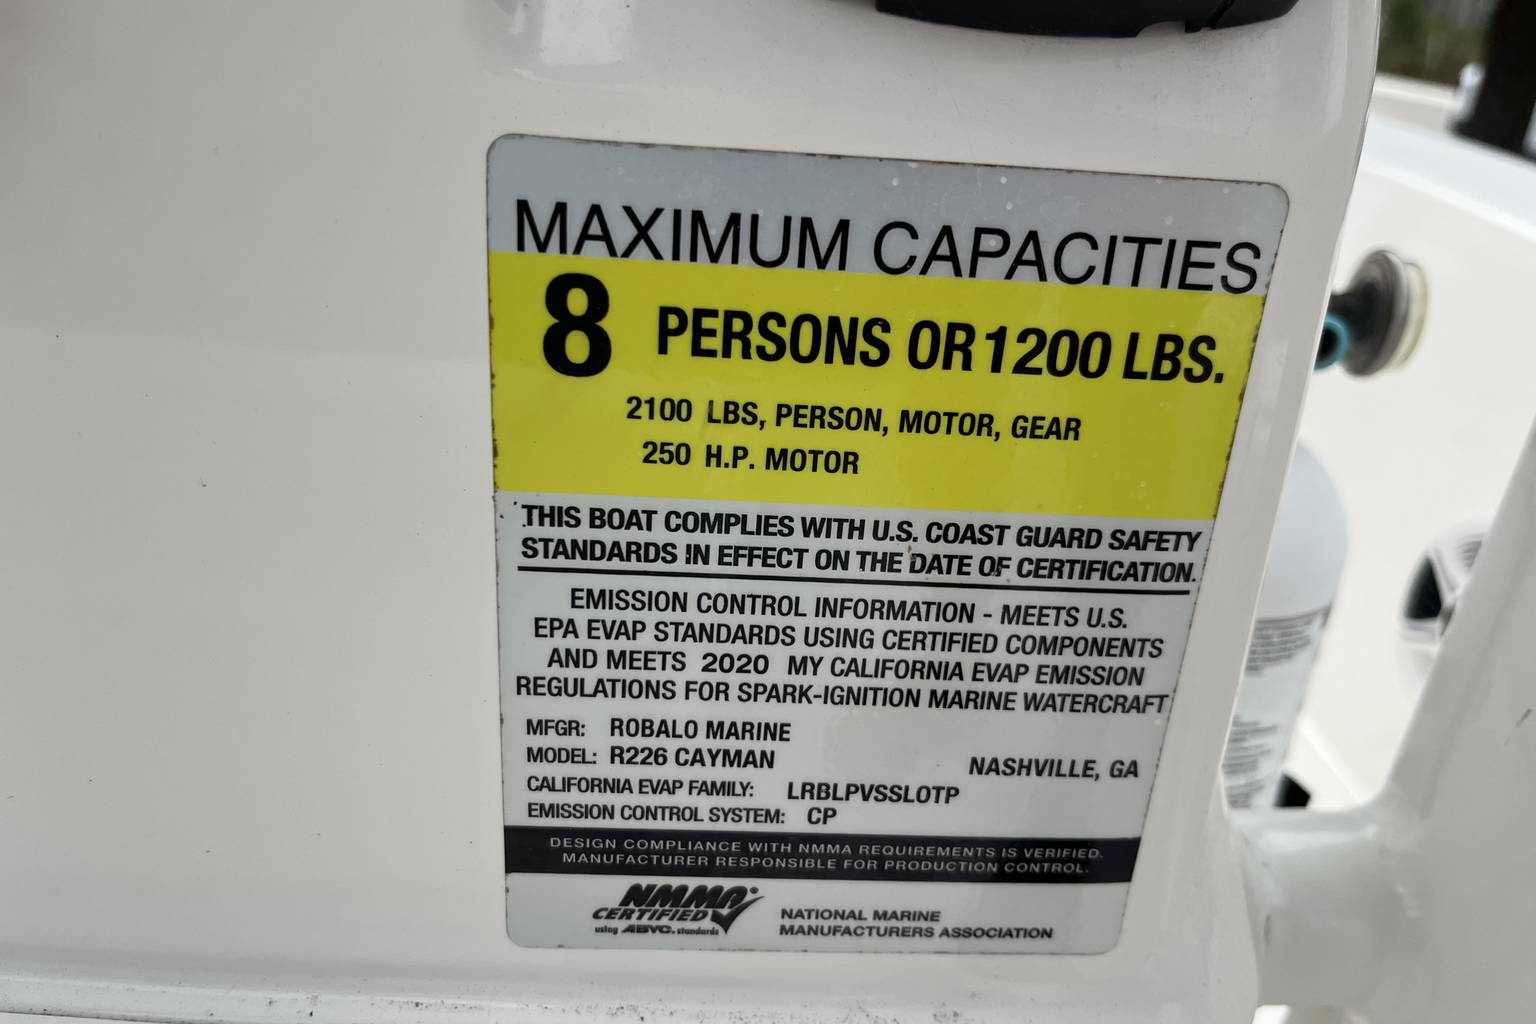 MAXIMUM CAPACITIES
8 PERSONS OR 1200 LBS.
2100 LBS, PERSON, MOTOR, GEAR
250 H.P. MOTOR
THIS BOAT COMPLIES WITH U.S. COAST GUARD SAFETY
STANDARDS IN EFFECT ON THE DATE OF CERTIFICATION.
EMISSION CONTROL INFORMATION - MEETS U.S.
EPA EVAP STANDARDS USING CERTIFIED COMPONENTS
AND MEETS 2020 MY CALIFORNIA EVAP EMISSION
REGULATIONS FOR SPARK-IGNITION MARINE WATERCRAFT
MFGR: ROBALO MARINE
MODEL: R226 CAYMAN NASHVILLE, GA
CALIFORNIA EVAP FAMILY: LRBLPVSSLOTP
EMISSION CONTROL SYSTEM: CP
DESIGN COMPLIANCE WITH NMMA REQUIREMENTS IS VERIFIED.
MANUFACTURER RESPONSIBLE FOR PRODUCTION CONTROL.
NMMA®
CERTIFIED
using ABYC. standards
NATIONAL MARINE
MANUFACTURERS ASSOCIATION